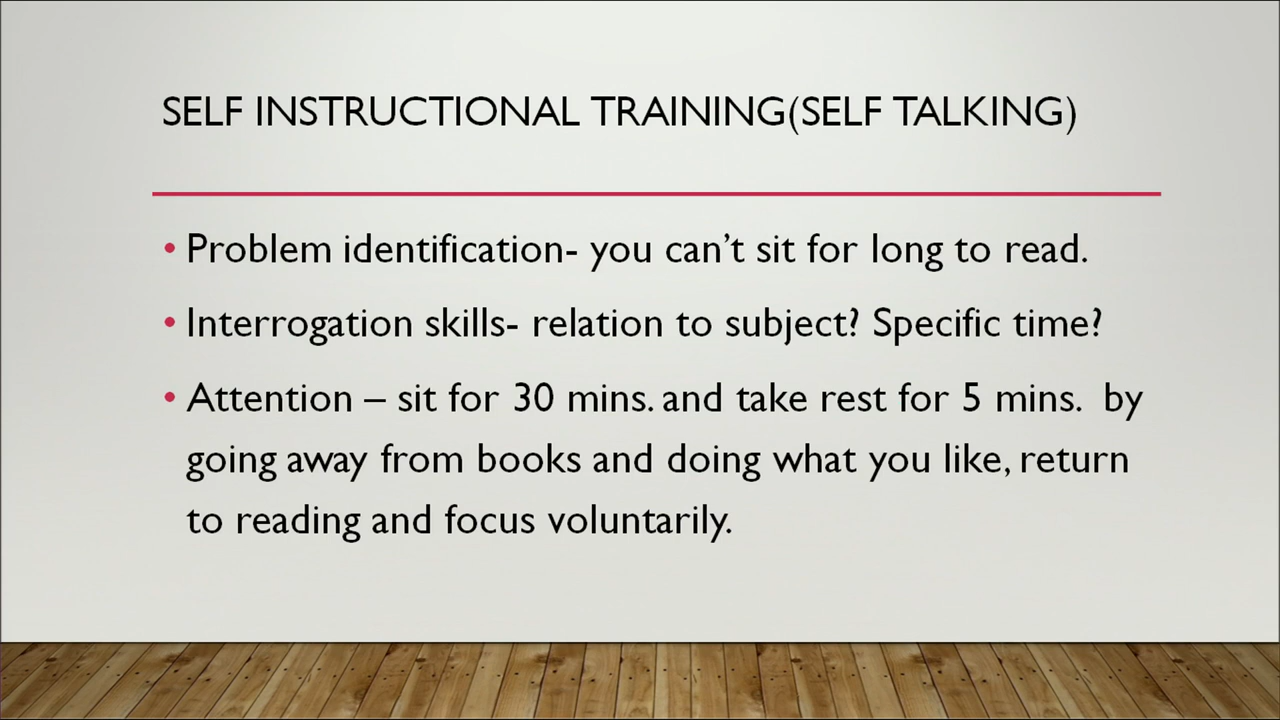 SELF INSTRUCTIONAL TRAINING(SELF TALKING)
• Problem identification- you can’t sit for long to read.
• Interrogation skills- relation to subject? Specific time?
• Attention – sit for 30 mins. and take rest for 5 mins.  by
going away from books and doing what you like, return
to reading and focus voluntarily.